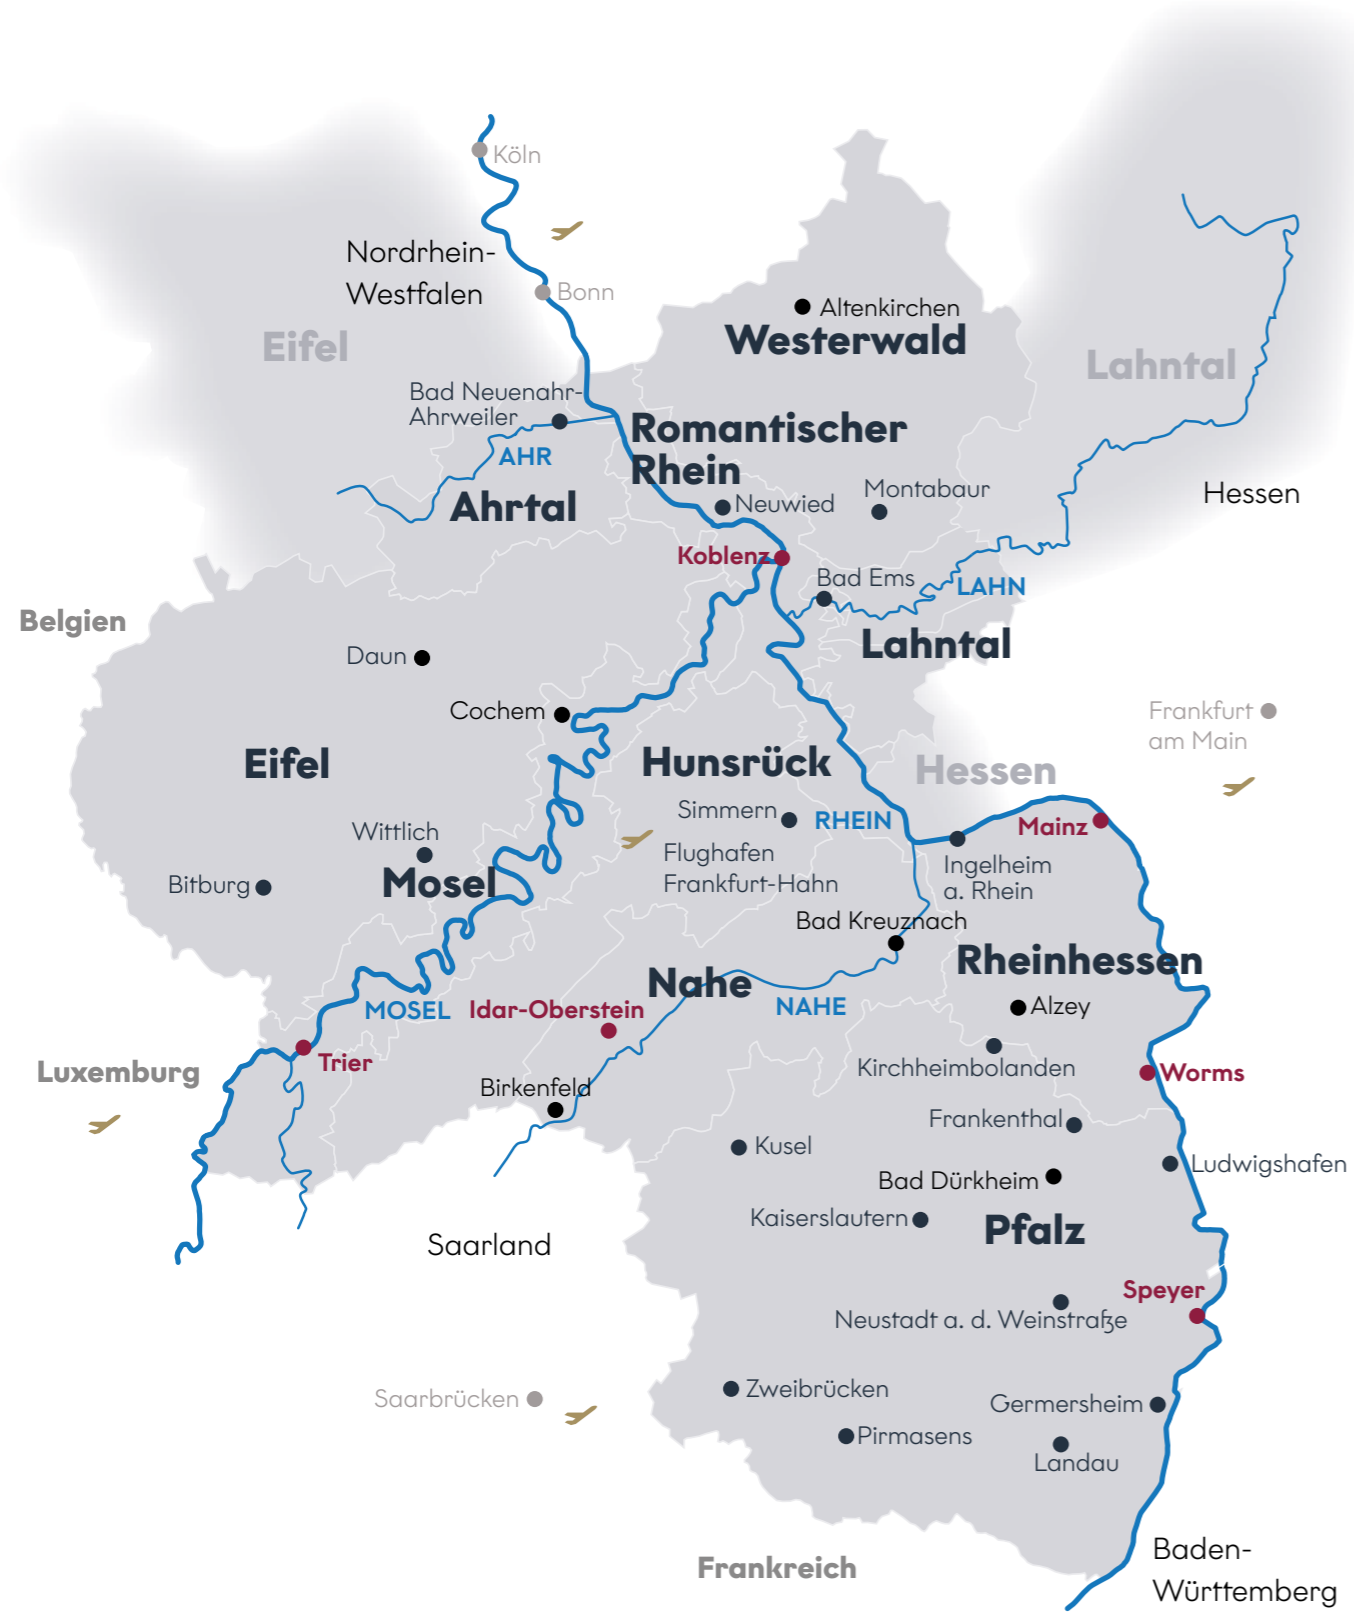 Köln
Nordrhein-
Westfalen
Bonn
Altenkirchen
Westerwald
Eifel
Lahntal
Bad Neuenahr-
Ahrweiler
AHR
Romantischer
Rhein
Ahrtal
Neuwied
Montabaur
Hessen
Koblenz
Bad Ems
LAHN
Belgien
Lahntal
Daun
Cochem
Frankfurt
am Main
Eifel
Hunsrück
Hessen
Simmern
RHEIN
Mainz
Wittlich
Flughafen
Frankfurt-Hahn
Ingelheim
a. Rhein
Bitburg
Mosel
Bad Kreuznach
Rheinhessen
Nahe
MOSEL
Idar-Oberstein
NAHE
Alzey
Trier
Luxemburg
Kirchheimbolanden
Worms
Birkenfeld
Frankenthal
Kusel
Ludwigshafen
Bad Dürkheim
Kaiserslautern
Pfalz
Saarland
Speyer
Neustadt a. d. Weinstraße
Saarbrücken
Zweibrücken
Germersheim
Pirmasens
Landau
Frankreich
Baden-
Württemberg